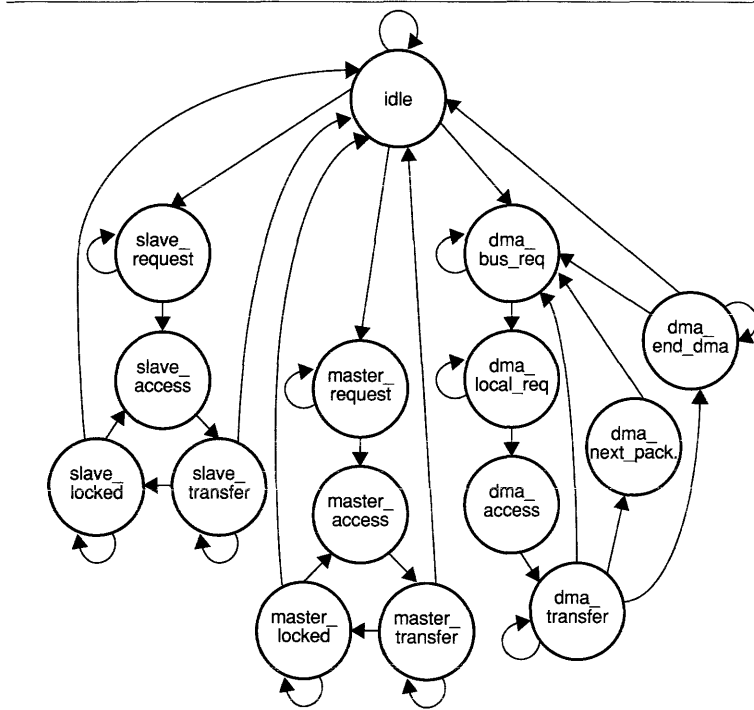 idle
slave_
request
dma_
bus_req
slave_
access
master_
request
dma_
local_req
dma_
end_dma
slave_
locked
slave_
transfer
master_
access
dma_
access
dma_
next_pack.
master_
locked
master_
transfer
dma_
transfer